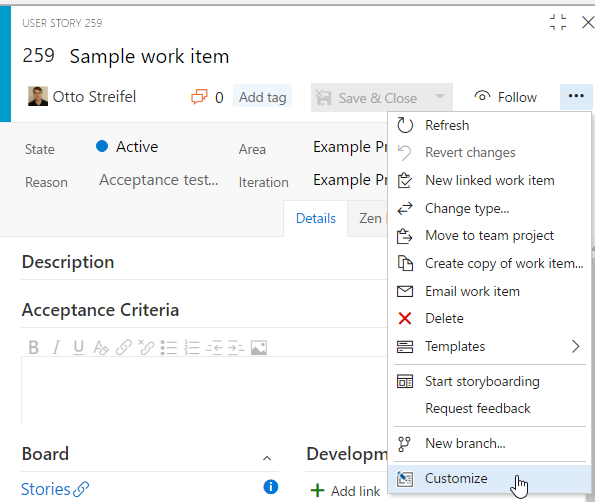 USER STORY 259
259 Sample work item
Otto Streifel 0 Add tag Save & Close Follow ...
State Active Area Example Pr
Reason Acceptance test... Iteration Example Pr
Details Zen
Description
Acceptance Criteria
B I U A
Board Developm
Stories Add link
Refresh
Revert changes
New linked work item
Change type...
Move to team project
Create copy of work item...
Email work item
Delete
Templates
Start storyboarding
Request feedback
New branch...
Customize